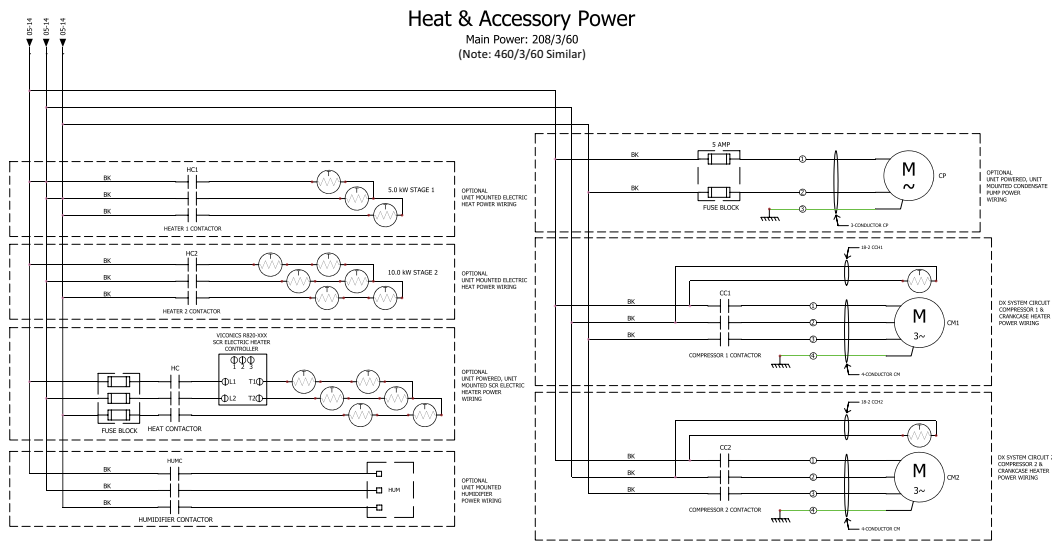 Heat & Accessory Power
Main Power: 208/3/60
(Note: 460/3/60 Similar)
05-14
05-14
05-14
HC1
BK
BK
BK
T
T
T
5.0 kW STAGE 1
HEATER 1 CONTACTOR
OPTIONAL
UNIT MOUNTED ELECTRIC
HEAT POWER WIRING
HC2
BK
BK
BK
T
T
T
T
T
T
10.0 kW STAGE 2
HEATER 2 CONTACTOR
OPTIONAL
UNIT MOUNTED ELECTRIC
HEAT POWER WIRING
VICONICS R820-XXX
SCR ELECTRIC HEATER
CONTROLLER
1 2 3
HC
L1
T1
L2
T2
T
T
T
T
T
T
FUSE BLOCK
HEAT CONTACTOR
OPTIONAL
UNIT POWERED, UNIT
MOUNTED SCR ELECTRIC
HEATER POWER
WIRING
HUMC
BK
BK
BK
HUM
HUMIDIFIER CONTACTOR
OPTIONAL
UNIT MOUNTED
HUMIDIFIER
POWER WIRING
5 AMP
BK
1
BK
2
3
FUSE BLOCK
M
~
CP
3-CONDUCTOR CP
OPTIONAL
UNIT POWERED, UNIT
MOUNTED CONDENSATE
PUMP POWER
WIRING
18-2 CCH1
T
CC1
BK
1
BK
2
BK
3
4
M
3~
CM1
COMPRESSOR 1 CONTACTOR
4-CONDUCTOR CM
DX SYSTEM CIRCUIT
COMPRESSOR 1 &
CRANKCASE HEATER
POWER WIRING
18-2 CCH2
T
CC2
BK
1
BK
2
BK
3
4
M
3~
CM2
COMPRESSOR 2 CONTACTOR
4-CONDUCTOR CM
DX SYSTEM CIRCUIT
COMPRESSOR 2 &
CRANKCASE HEATER
POWER WIRING